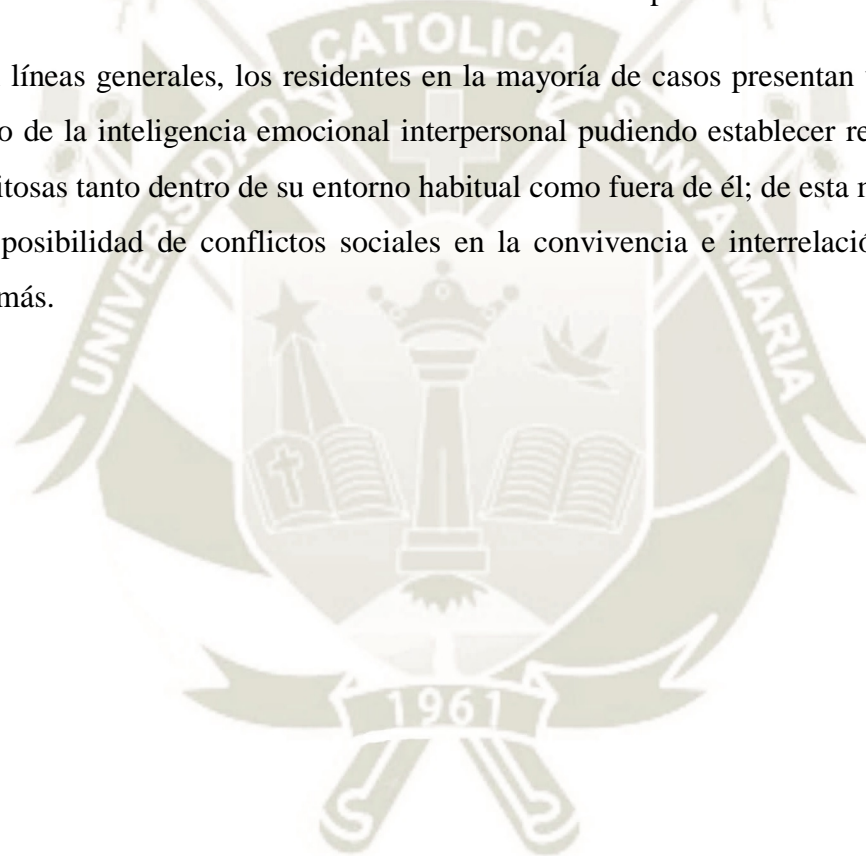 líneas generales, los residentes en la mayoría de casos presentan
o de la inteligencia emocional interpersonal pudiendo establecer re
itosas tanto dentro de su entorno habitual como fuera de él; de esta
posibilidad de conflictos sociales en la convivencia e interrelació
más.
UNIVERSIDAD CATOLICA SANTA MARIA
1961